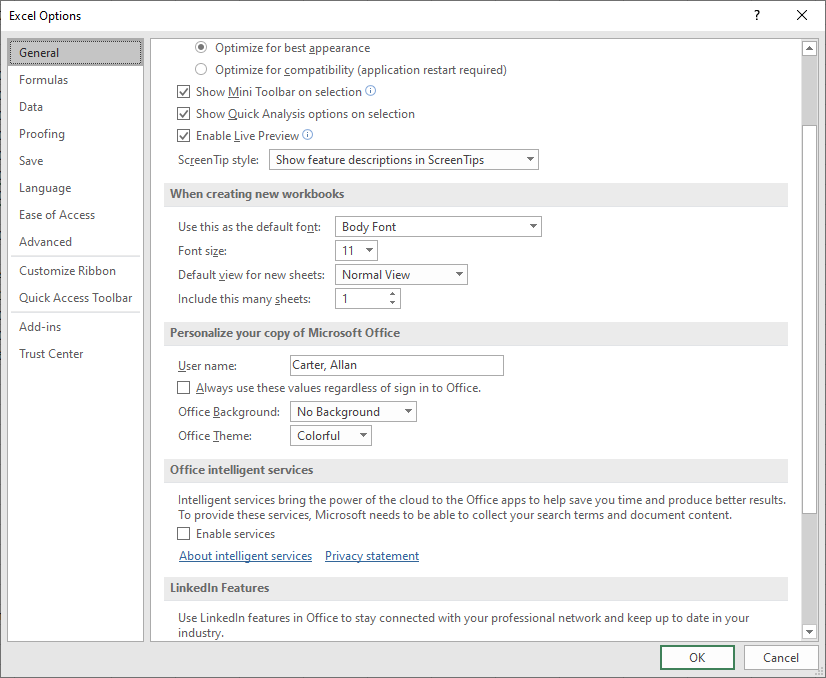 Excel Options
General
Formulas
Data
Proofing
Save
Language
Ease of Access
Advanced
Customize Ribbon
Quick Access Toolbar
Add-ins
Trust Center
Optimize for best appearance
Optimize for compatibility (application restart required)
Show Mini Toolbar on selection
Show Quick Analysis options on selection
Enable Live Preview
ScreenTip style: Show feature descriptions in ScreenTips
When creating new workbooks
Use this as the default font: Body Font
Font size: 11
Default view for new sheets: Normal View
Include this many sheets: 1
Personalize your copy of Microsoft Office
User name: Carter, Allan
Always use these values regardless of sign in to Office.
Office Background: No Background
Office Theme: Colorful
Office intelligent services
Intelligent services bring the power of the cloud to the Office apps to help save you time and produce better results.
To provide these services, Microsoft needs to be able to collect your search terms and document content.
Enable services
About intelligent services Privacy statement
LinkedIn Features
Use LinkedIn features in Office to stay connected with your professional network and keep up to date in your
industry.
OK Cancel